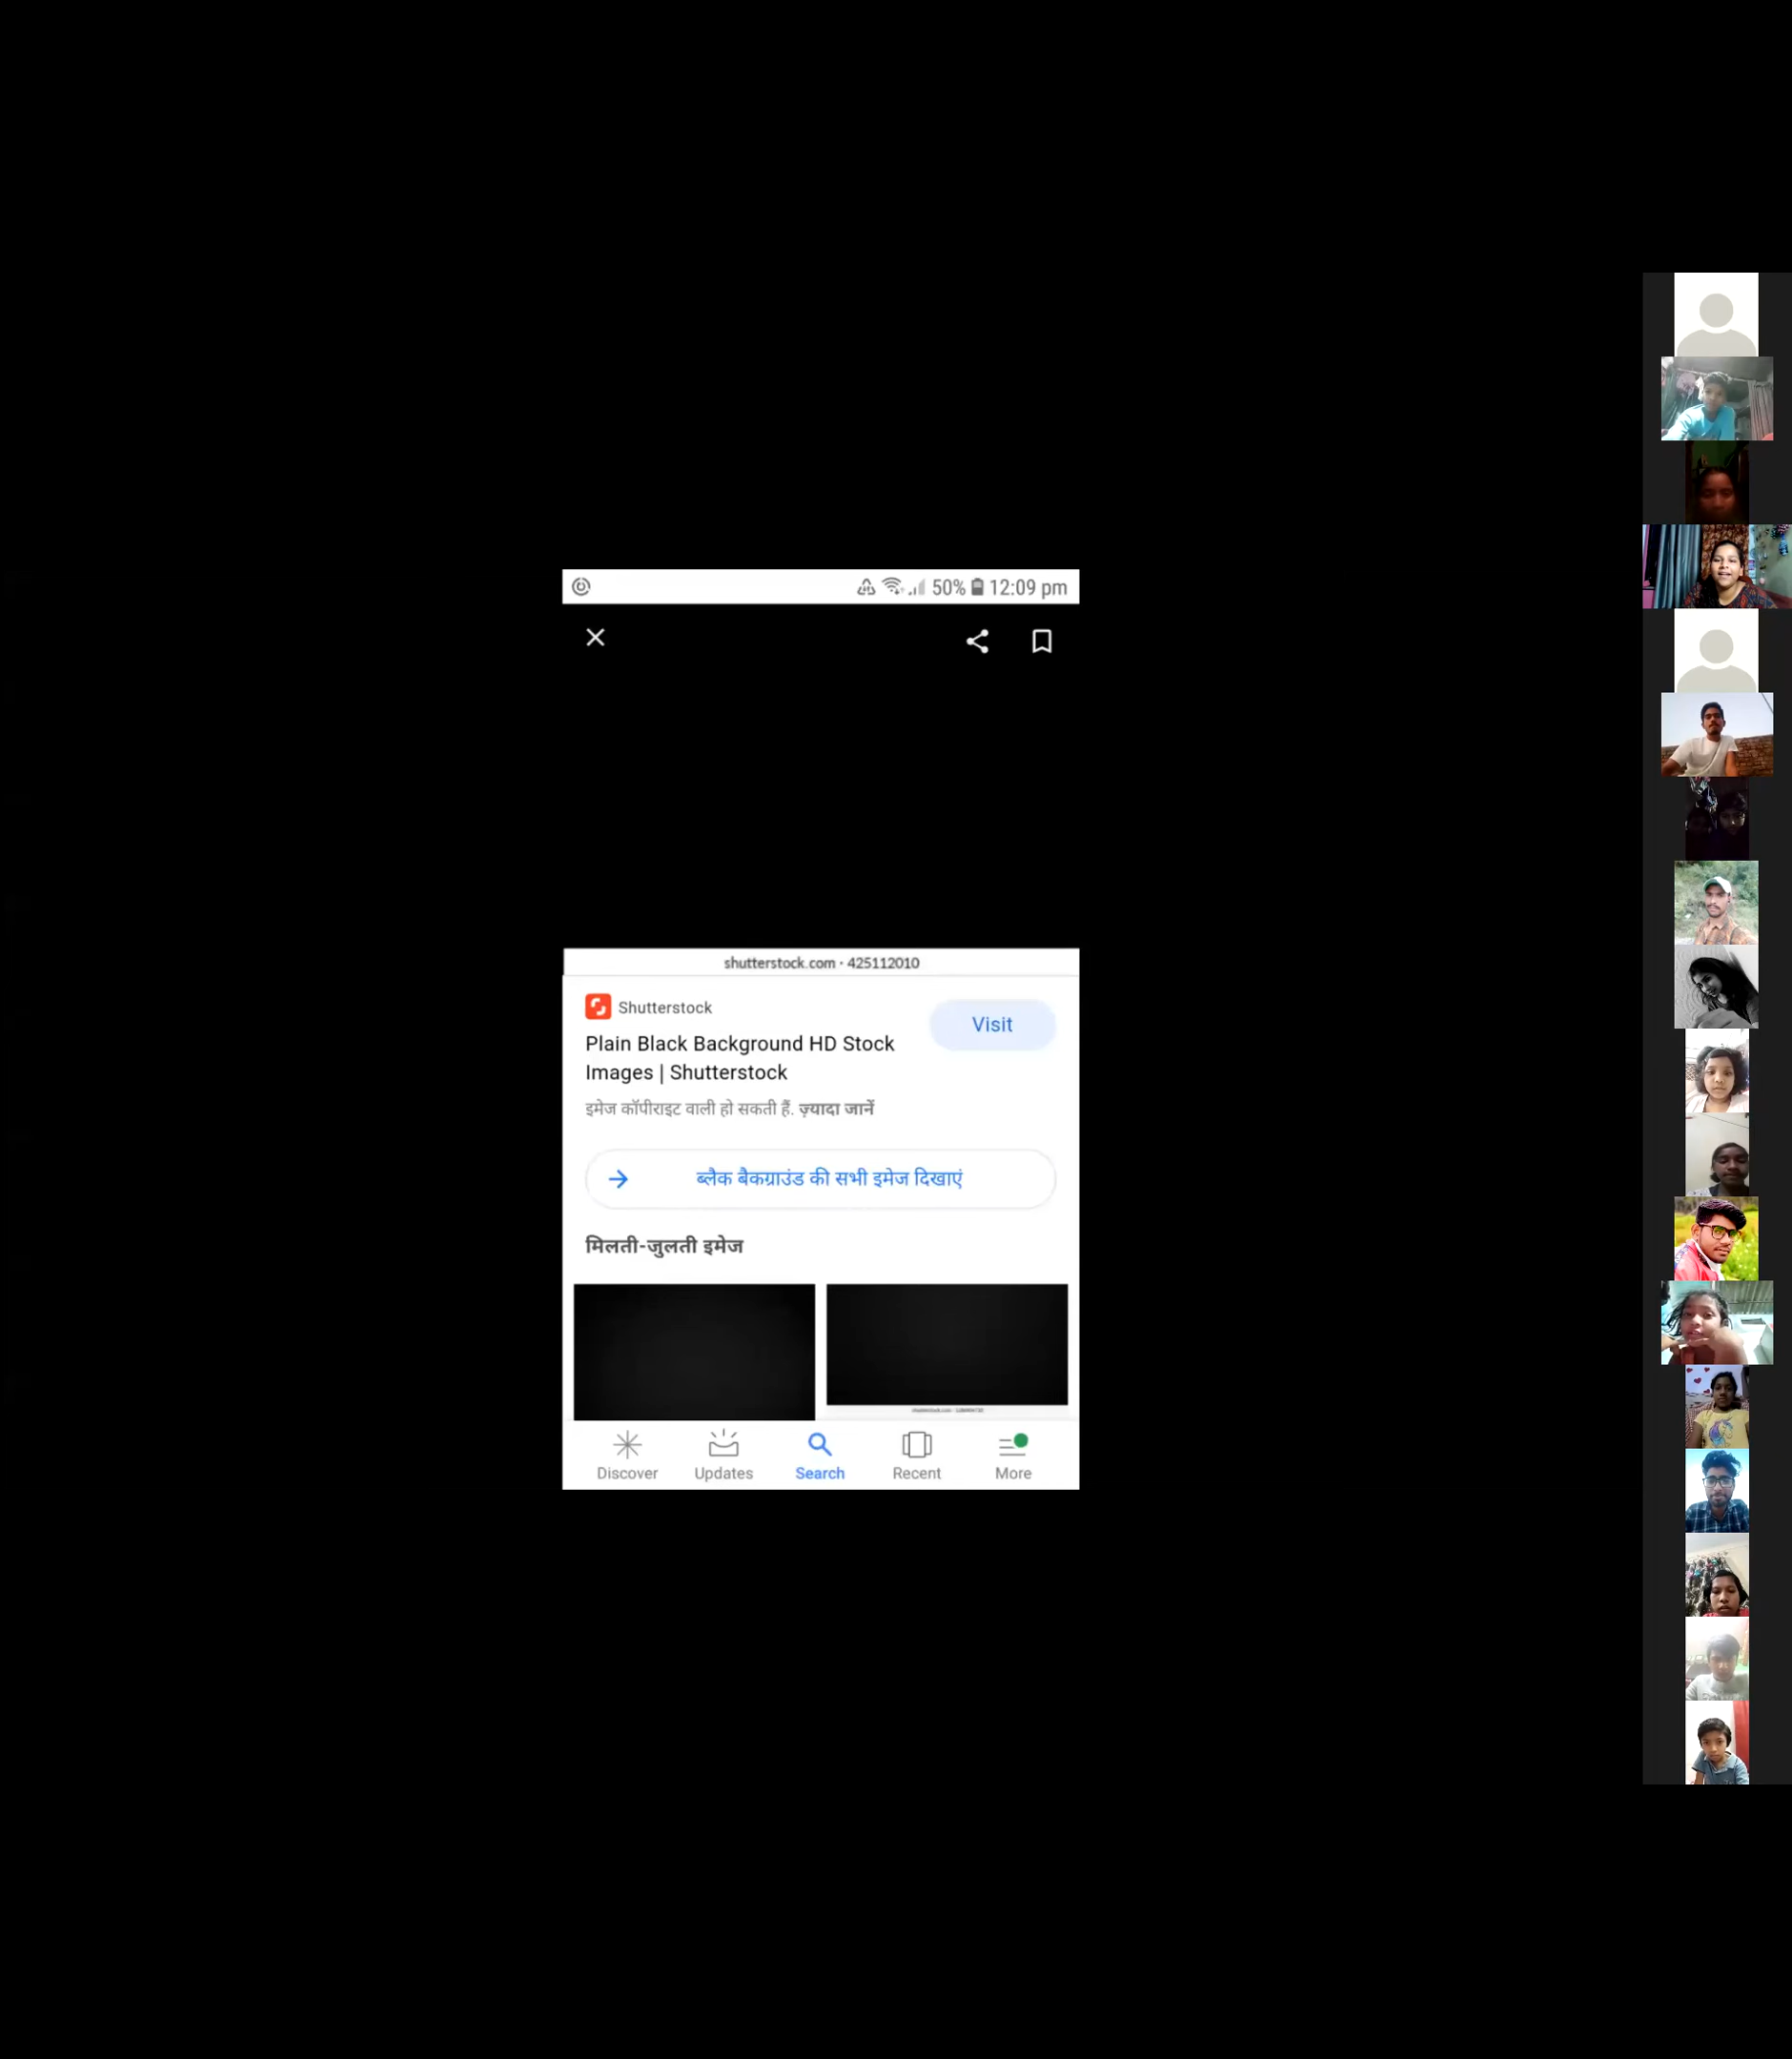 50% 12:09 pm
shutterstock.com · 425112010
Shutterstock
Visit
Plain Black Background HD Stock
Images | Shutterstock
इमेज कॉपीराइट वाली हो सकती हैं. ज़्यादा जानें
ब्लैक बैकग्राउंड की सभी इमेज दिखाएं
मिलती-जुलती इमेज
Discover Updates Search Recent More